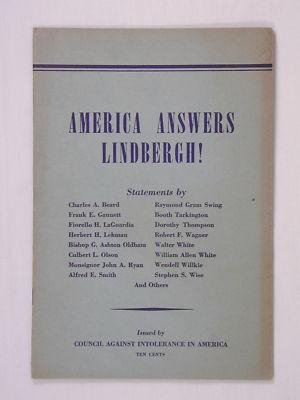 AMERICA ANSWERS
LINDBERGH!
Statements by
Charles A. Beard Raymond Gram Swing
Frank E. Gannett Booth Tarkington
Fiorello H. LaGuardia Dorothy Thompson
Herbert H. Lehman Robert F. Wagner
Bishop G. Ashton Oldham Walter White
Culbert L. Olson William Allen White
Monsignor John A. Ryan Wendell Willkie
Alfred E. Smith Stephen S. Wise
And Others
Issued by
COUNCIL AGAINST INTOLERANCE IN AMERICA
TEN CENTS